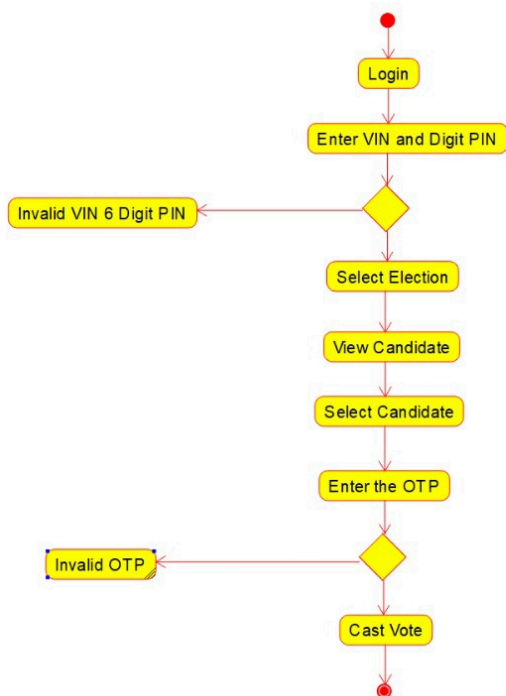 Login
Enter VIN and Digit PIN
Invalid VIN 6 Digit PIN
Select Election
View Candidate
Select Candidate
Enter the OTP
Invalid OTP
Cast Vote